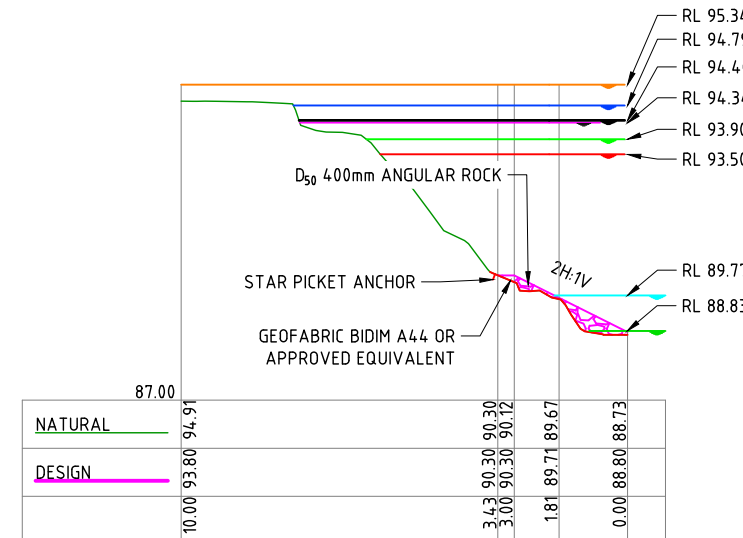 RL 95.34
RL 94.79
RL 94.4
RL 94.34
RL 93.90
RL 93.50
D50 400mm ANGULAR ROCK
2H:1V
STAR PICKET ANCHOR
RL 89.77
RL 88.83
GEOFABRIC BIDIM A44 OR
APPROVED EQUIVALENT
87.00
NATURAL 94.91 90.30 90.12 89.67 88.73
DESIGN 93.80 90.30 90.30 89.71 88.80
10.00 3.43 3.00 1.81 0.00